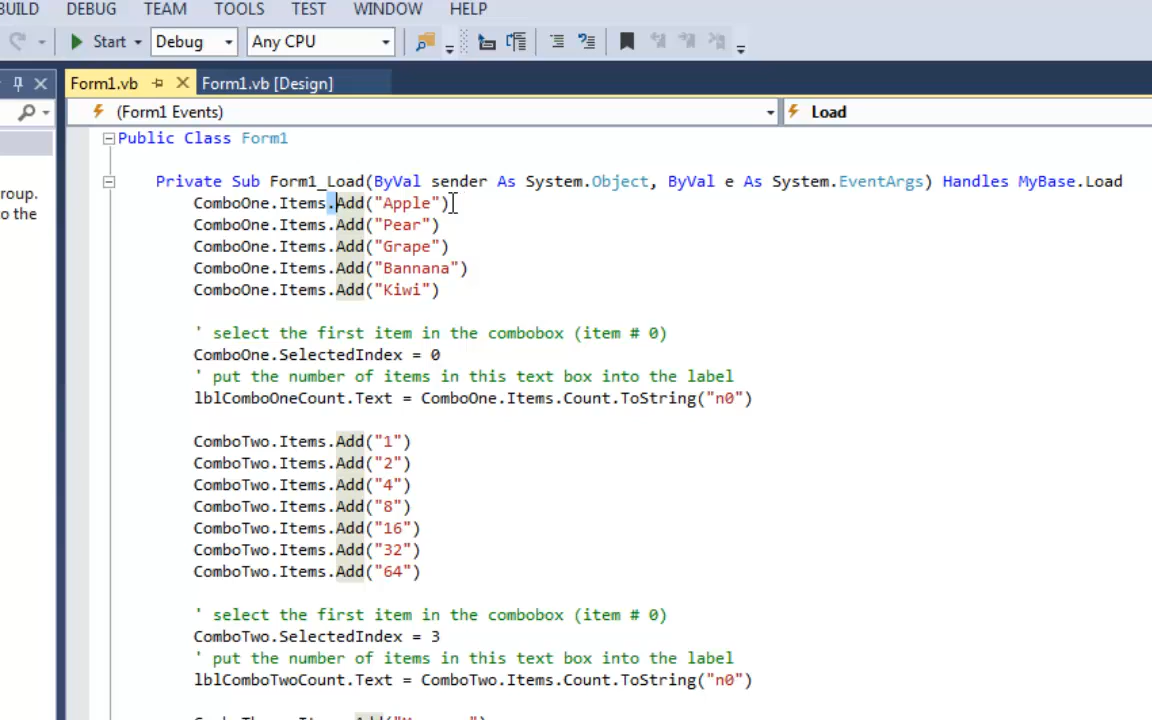 BUILD DEBUG TEAM TOOLS TEST WINDOW HELP
Start Debug Any CPU
Form1.vb Form1.vb [Design]
(Form1 Events) Load
Public Class Form1
Private Sub Form1_Load(ByVal sender As System.Object, ByVal e As System.EventArgs) Handles MyBase.Load
ComboOne.Items.Add("Apple")
roup.
ComboOne.Items.Add("Pear")
o the
ComboOne.Items.Add("Grape")
ComboOne.Items.Add("Bannana")
ComboOne.Items.Add("Kiwi")
' select the first item in the combobox (item # 0)
ComboOne.SelectedIndex = 0
' put the number of items in this text box into the label
lblComboOneCount.Text = ComboOne.Items.Count.ToString("n0")
ComboTwo.Items.Add("1")
ComboTwo.Items.Add("2")
ComboTwo.Items.Add("4")
ComboTwo.Items.Add("8")
ComboTwo.Items.Add("16")
ComboTwo.Items.Add("32")
ComboTwo.Items.Add("64")
' select the first item in the combobox (item # 0)
ComboTwo.SelectedIndex = 3
' put the number of items in this text box into the label
lblComboTwoCount.Text = ComboTwo.Items.Count.ToString("n0")